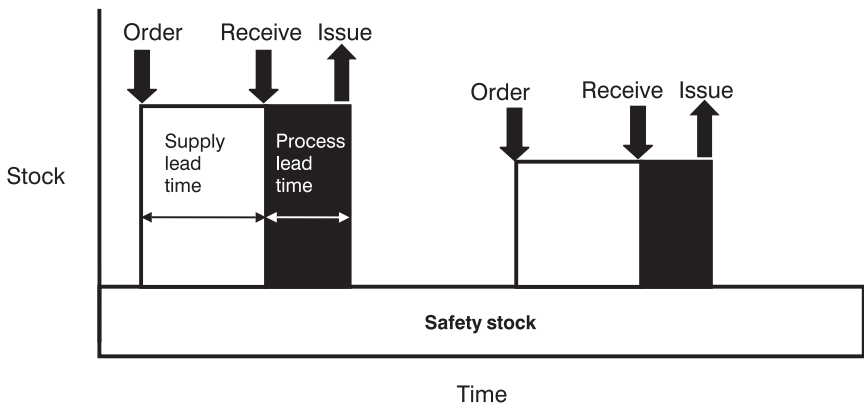 Order Receive Issue
Order Receive Issue
Supply
lead
time
Process
lead
time
Stock
Safety stock
Time